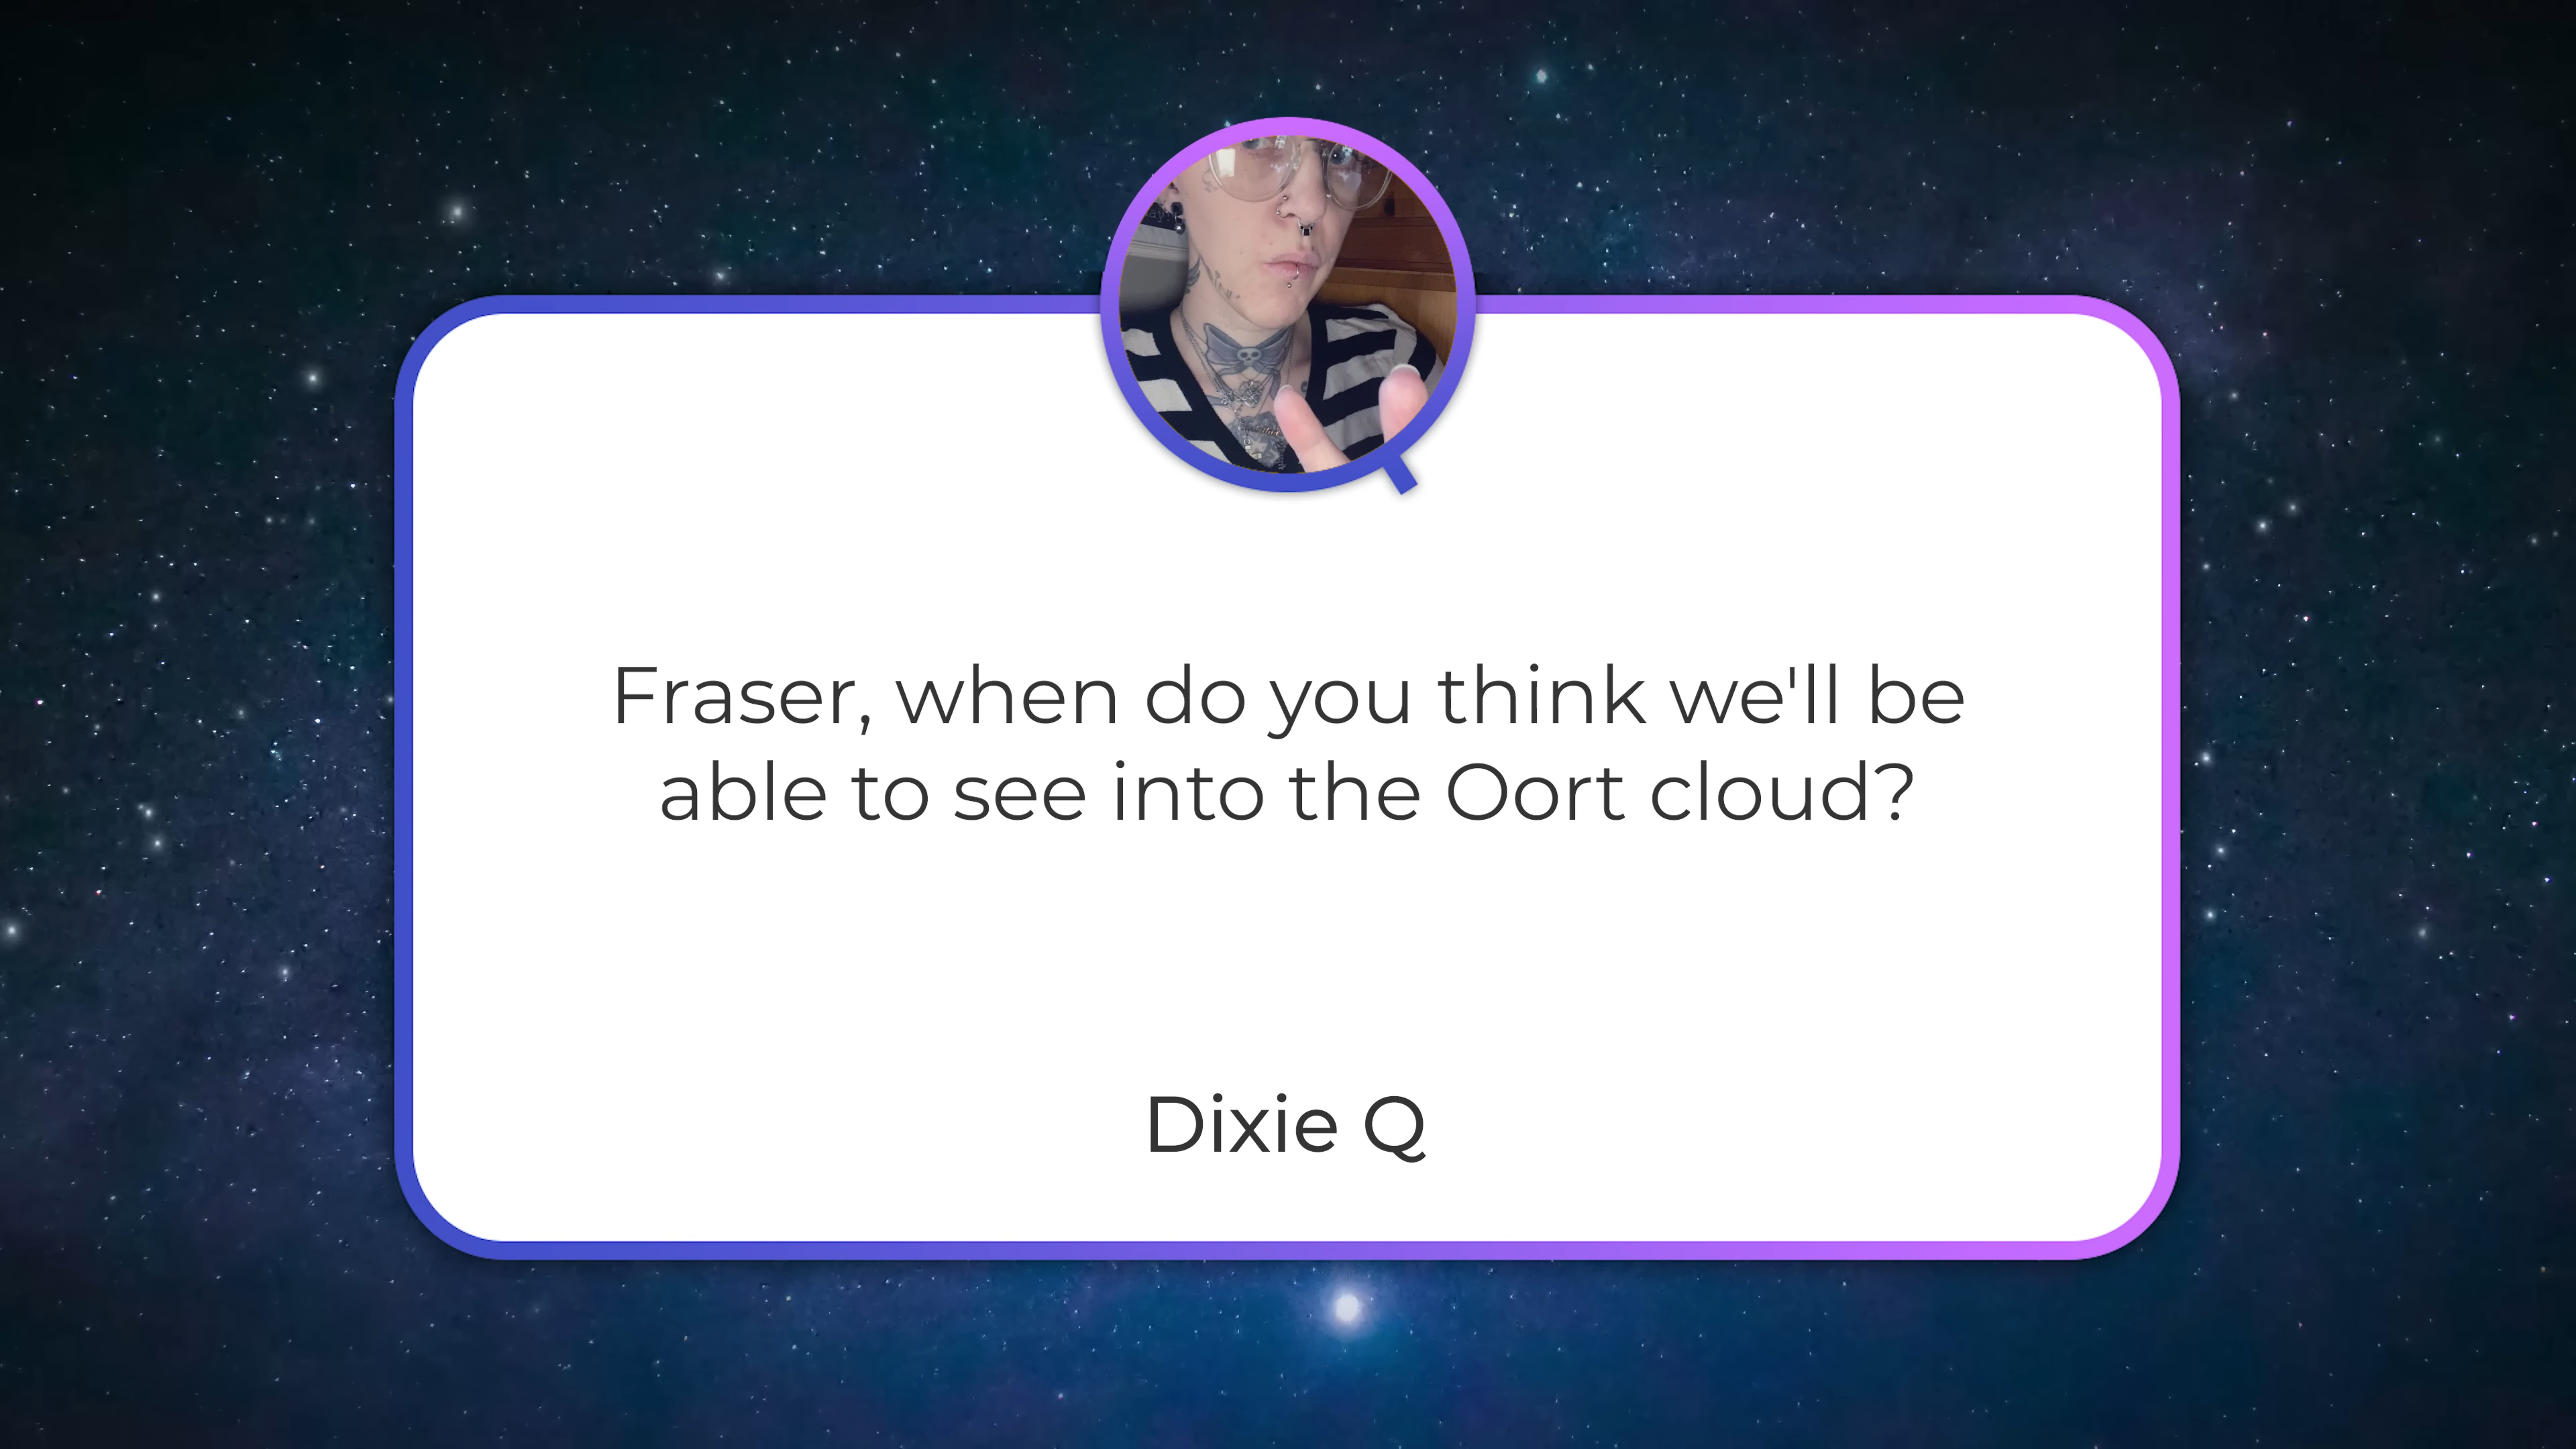 Fraser, when do you think we'll be
able to see into the Oort cloud?
Dixie Q